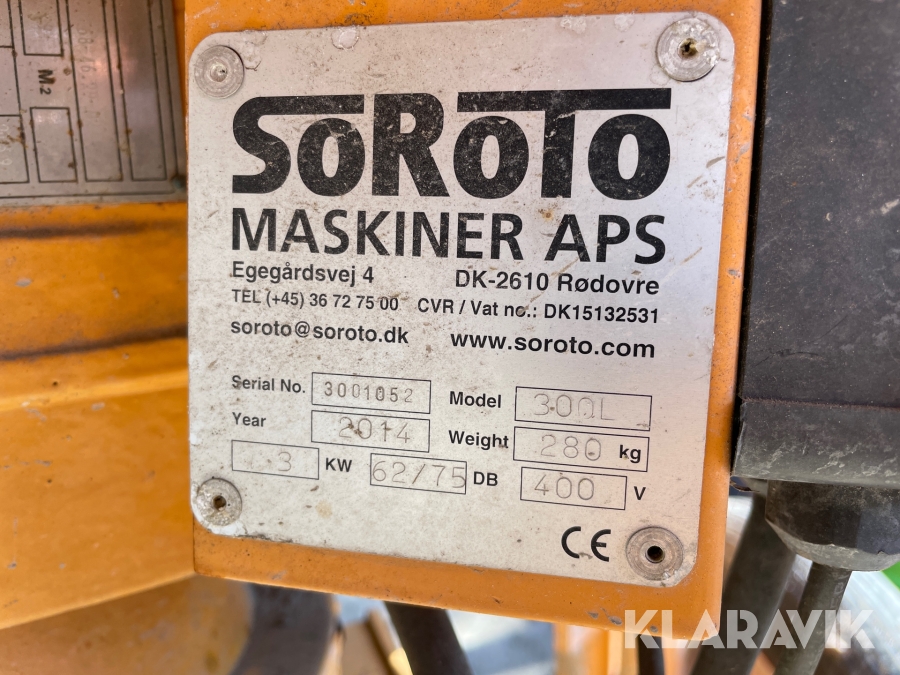 SoRoTo
MASKINER APS
Egegårdsvej 4 DK-2610 Rødovre
TEL (+45) 36 72 75 00 CVR / Vat no.: DK15132531
soroto@soroto.dk www.soroto.com
Serial No. 3001052 Model 300L
Year 2014 Weight 280 kg
3 KW 62/75 DB 400 V
CE
M2
KLARAVIK